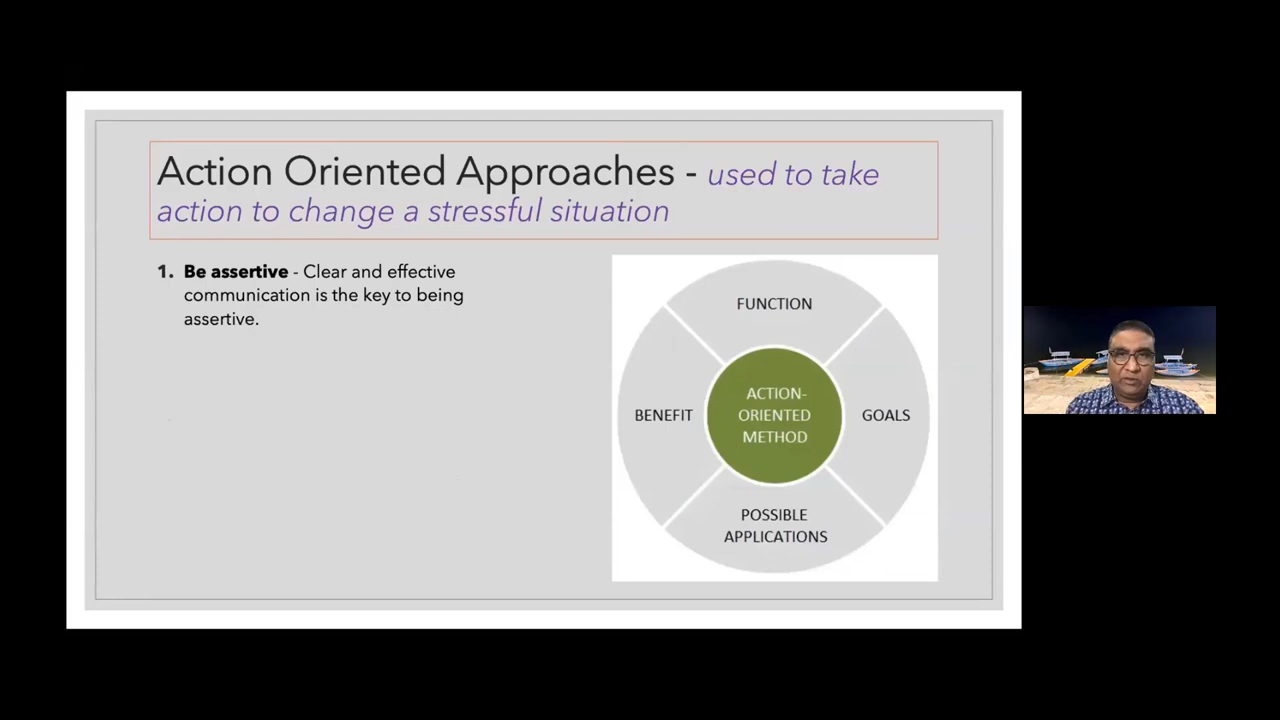 Action Oriented Approaches - used to take
action to change a stressful situation
1. Be assertive - Clear and effective
communication is the key to being
assertive.
FUNCTION
BENEFIT
ACTION-
ORIENTED
METHOD
GOALS
POSSIBLE
APPLICATIONS